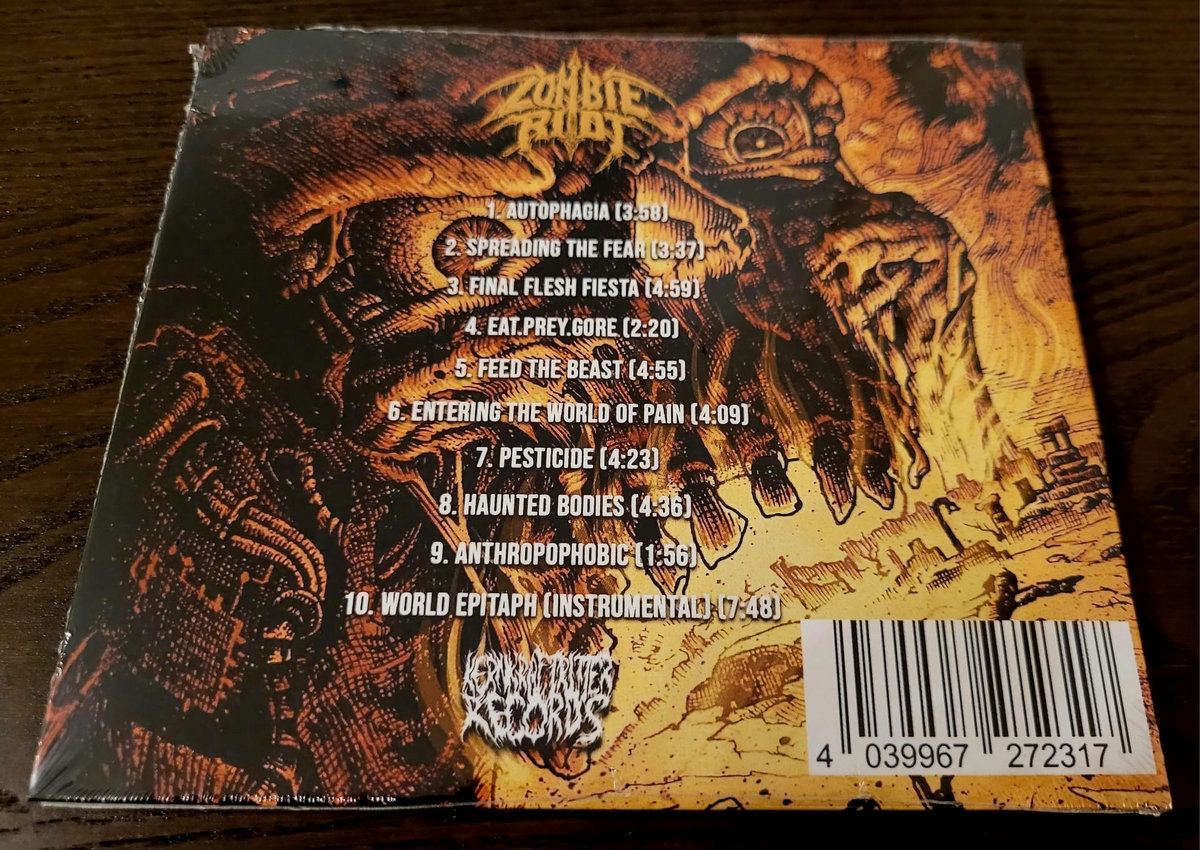 ZOMBIE
RIOT
1. AUTOPHAGIA (3:58)
2. SPREADING THE FEAR (3:37)
3. FINAL FLESH FIESTA (4:59)
4. EAT.PREY.GORE (2:20)
5. FEED THE BEAST (4:55)
6. ENTERING THE WORLD OF PAIN (4:09)
7. PESTICIDE (4:23)
8. HAUNTED BODIES (4:36)
9. ANTHROPOPHOBIC (1:56)
10. WORLD EPITAPH (INSTRUMENTAL) (7:48)
RECORDS
4 039967 272317